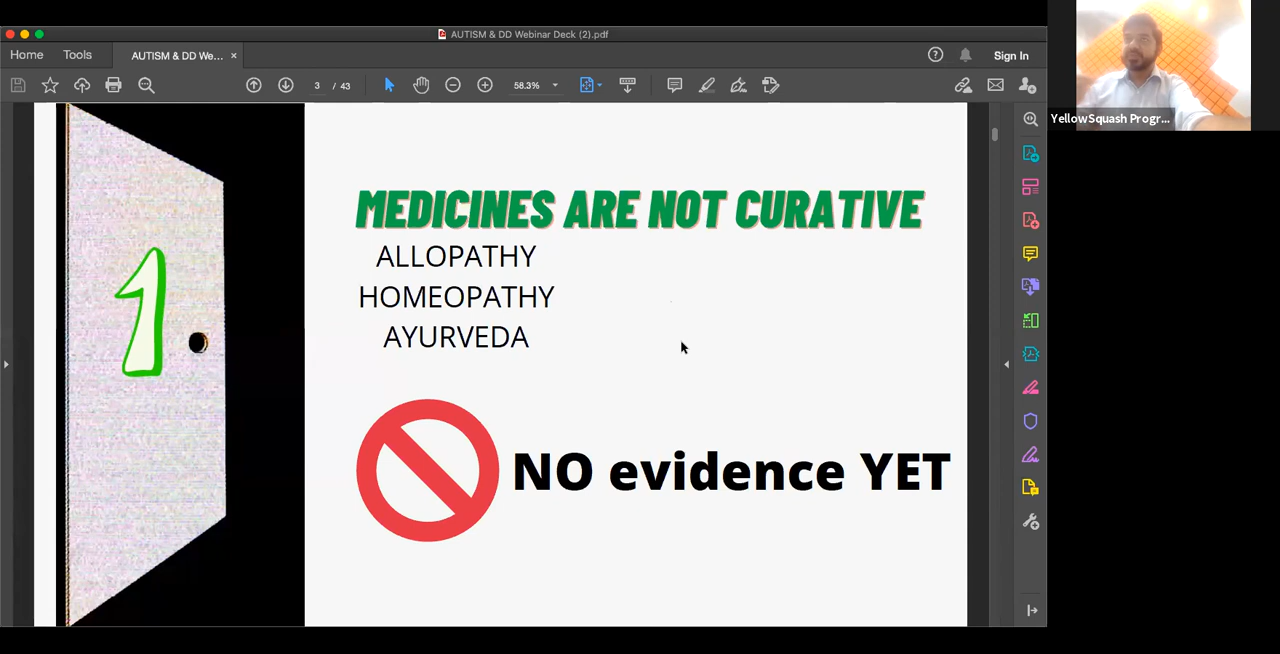 AUTISM & DD Webinar Deck (2).pdf
Home
Tools
AUTISM & DD We... ×
Sign In
3 / 43
58.3%
YellowSquash Progr...
1
MEDICINES ARE NOT CURATIVE
ALLOPATHY
HOMEOPATHY
AYURVEDA
NO evidence YET